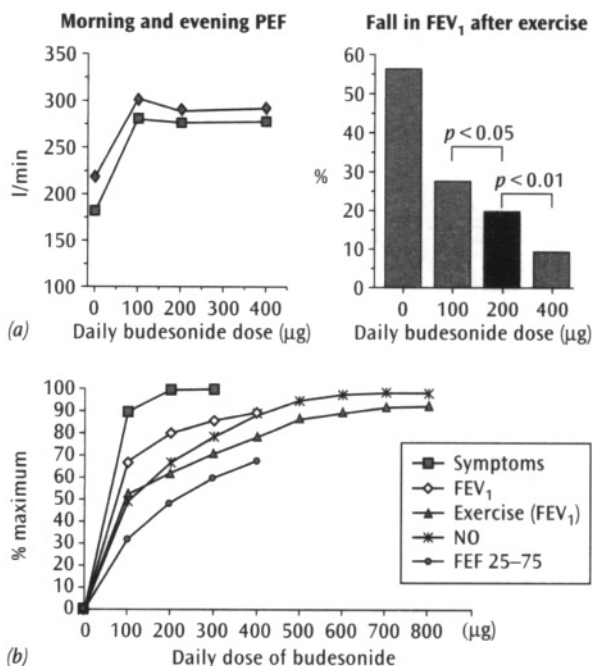 Morning and evening PEF
300
250
200
150
100
l/min
0 100 200 300 400
Daily budesonide dose (μg)
Fall in FEV₁ after exercise
60
50
40
30
20
10
0
%
p < 0.05
p < 0.01
0 100 200 400
Daily budesonide dose (μg)
(a)
100
90
80
70
60
50
40
30
20
10
0
% maximum
0 100 200 300 400 500 600 700 800 (μg)
Daily dose of budesonide
Symptoms
FEV₁
Exercise (FEV₁)
NO
FEF 25–75
(b)